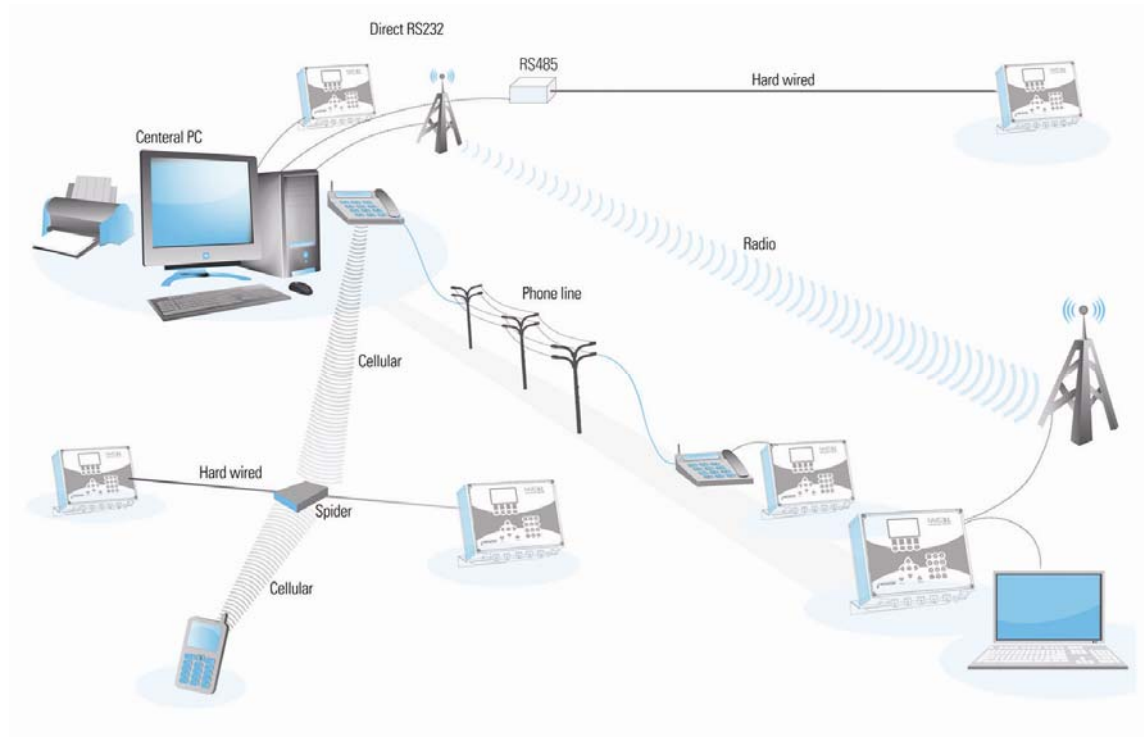 Direct RS232
RS485
Hard wired
Centeral PC
Radio
Phone line
Cellular
Hard wired
Spider
Cellular